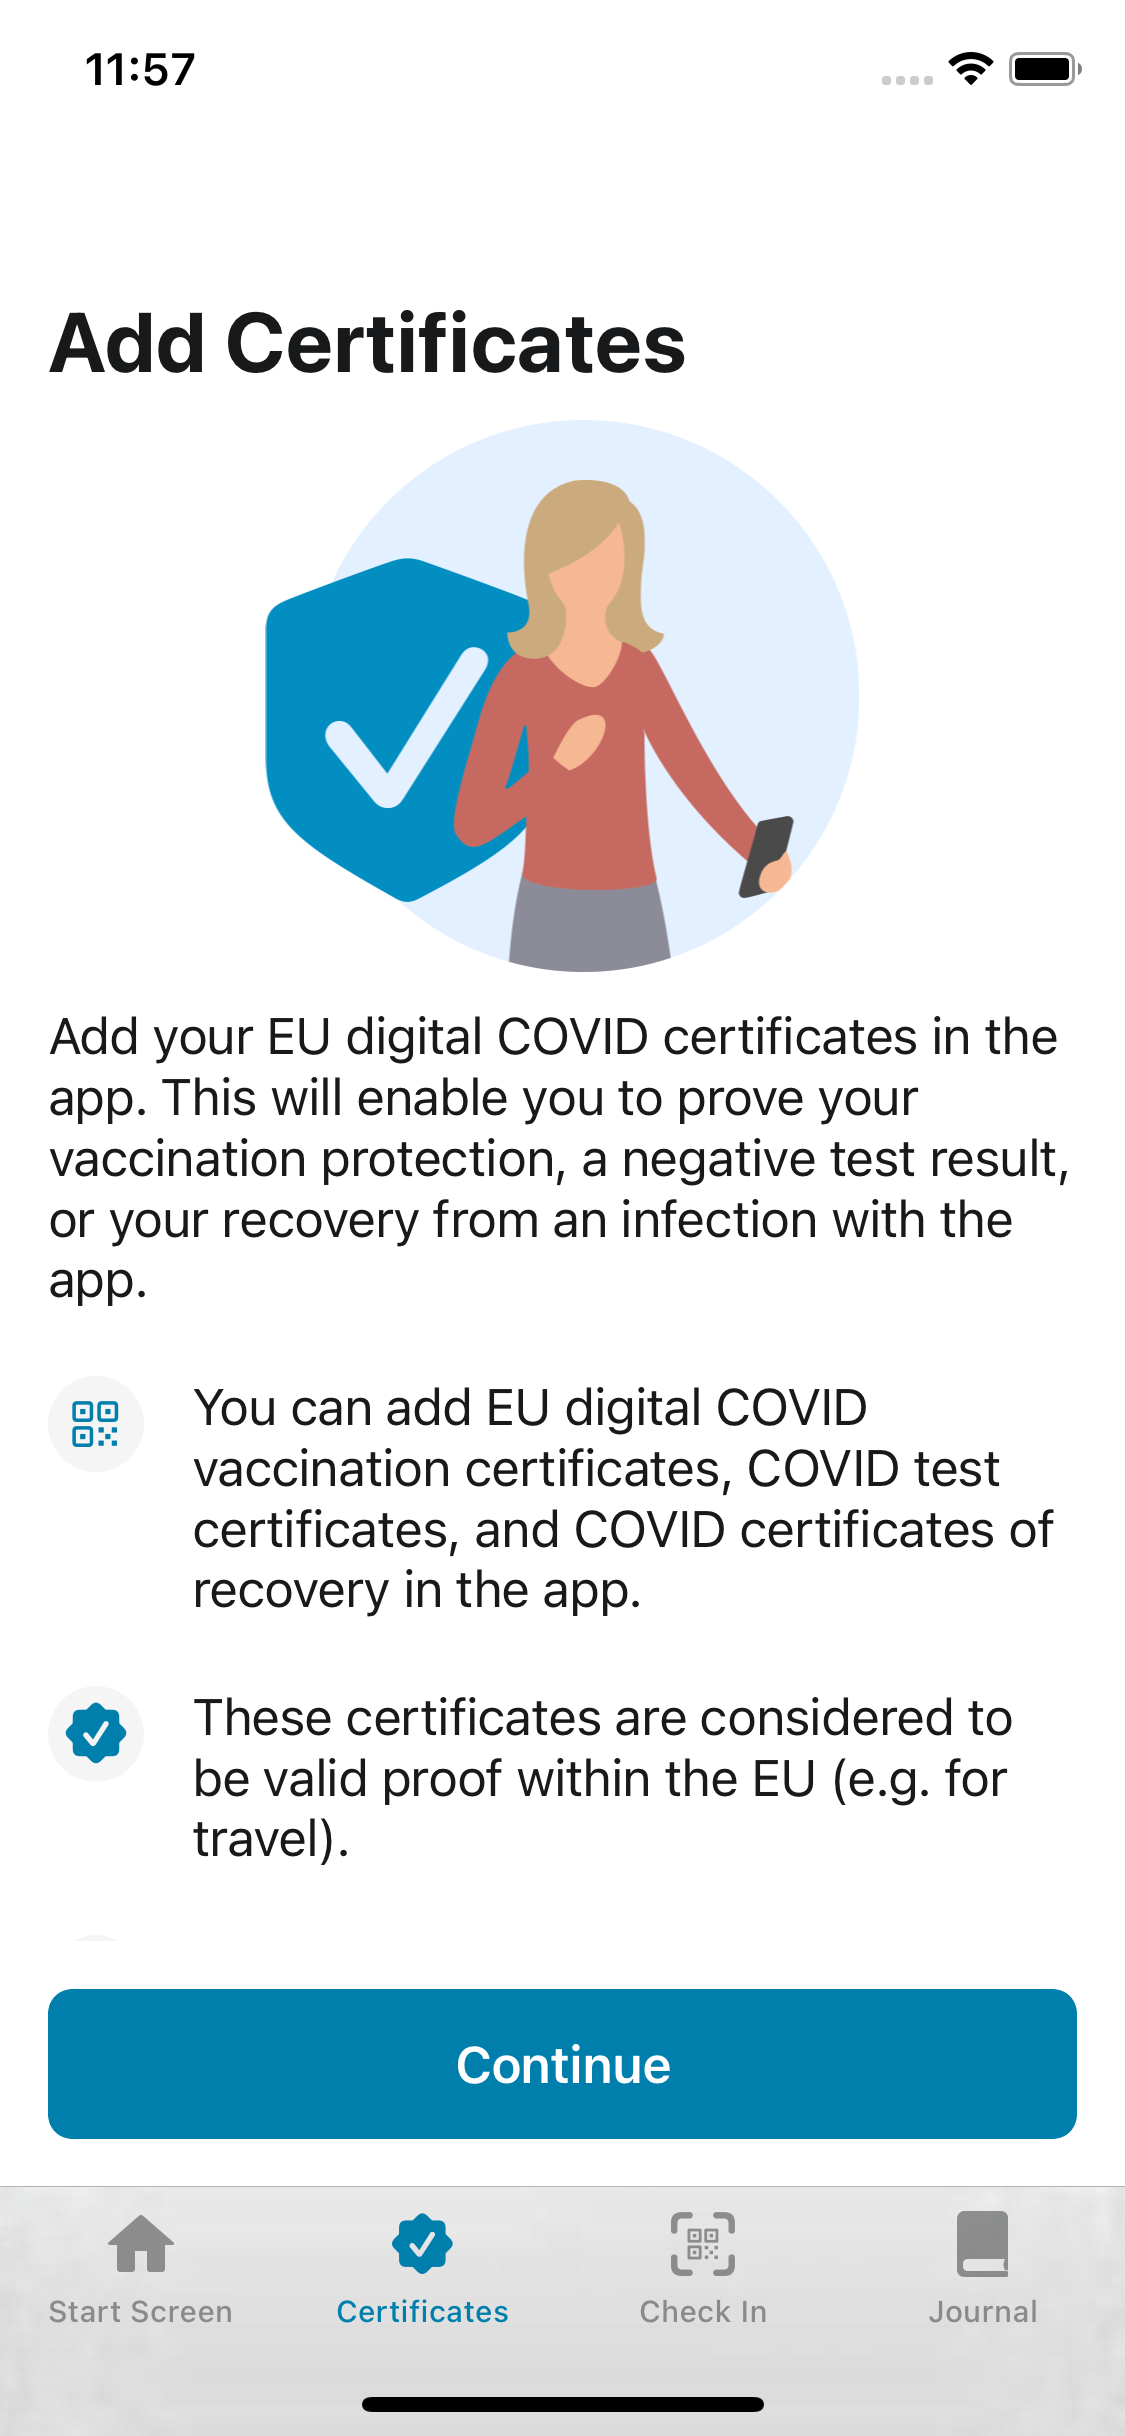 11:57
Add Certificates
Add your EU digital COVID certificates in the
app. This will enable you to prove your
vaccination protection, a negative test result,
or your recovery from an infection with the
app.
You can add EU digital COVID
vaccination certificates, COVID test
certificates, and COVID certificates of
recovery in the app.
These certificates are considered to
be valid proof within the EU (e.g. for
travel).
Continue
Start Screen
Certificates
Check In
Journal